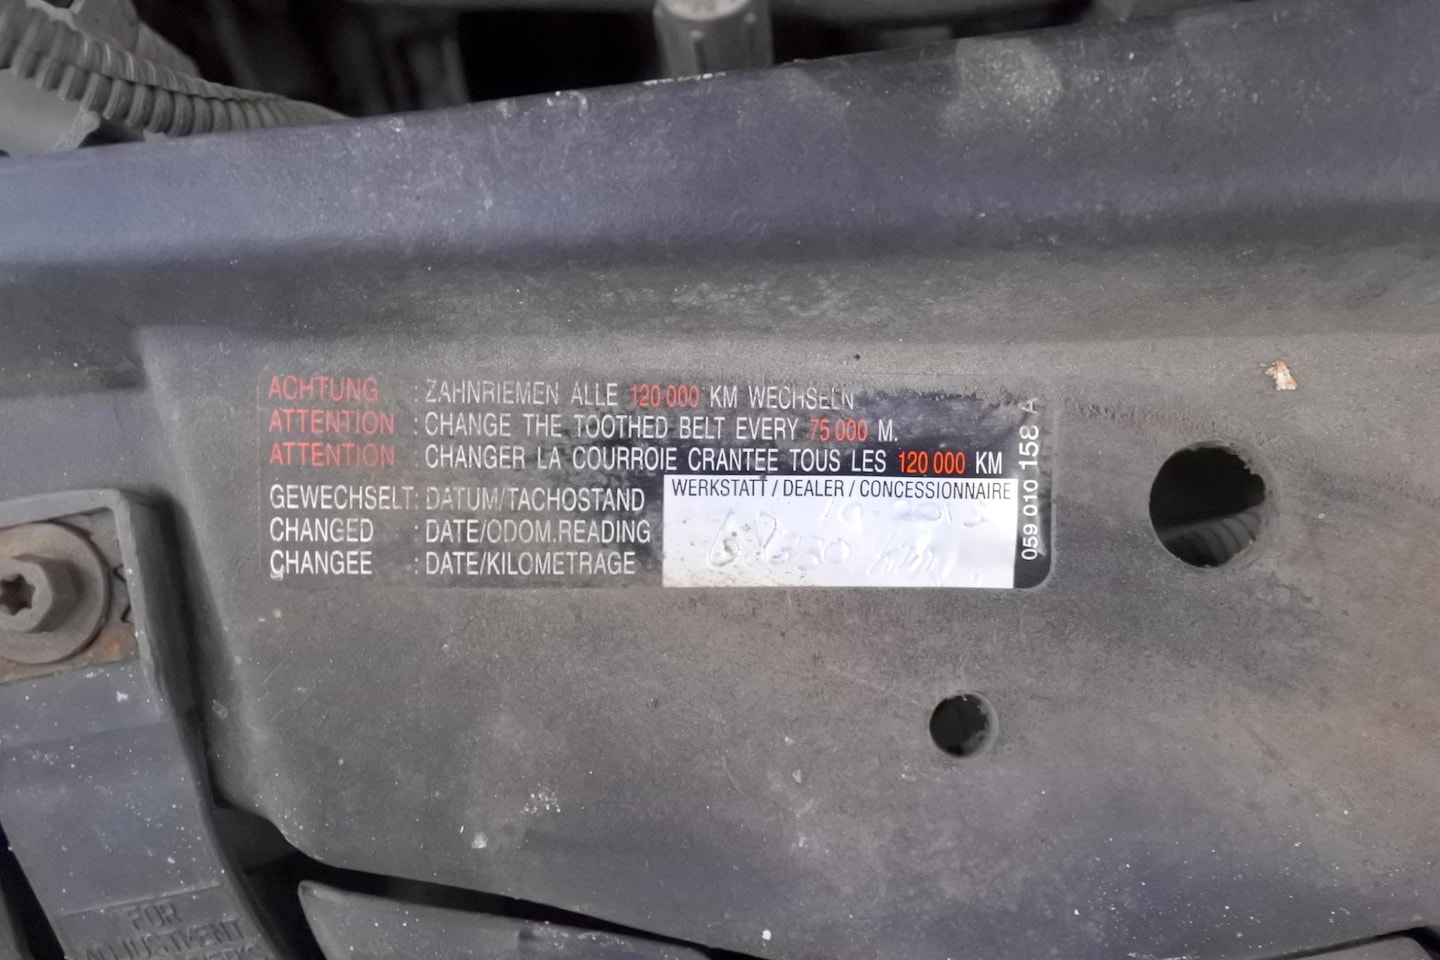 ACHTUNG : ZAHNRIEMEN ALLE 120 000 KM WECHSELN
ATTENTION : CHANGE THE TOOTHED BELT EVERY 75 000 M.
ATTENTION : CHANGER LA COURROIE CRANTEE TOUS LES 120 000 KM
GEWECHSELT: DATUM/TACHOSTAND
CHANGED : DATE/ODOM.READING
CHANGEE : DATE/KILOMETRAGE
WERKSTATT / DEALER / CONCESSIONNAIRE
059 010 158 A
FOR
ADJUSTMENT